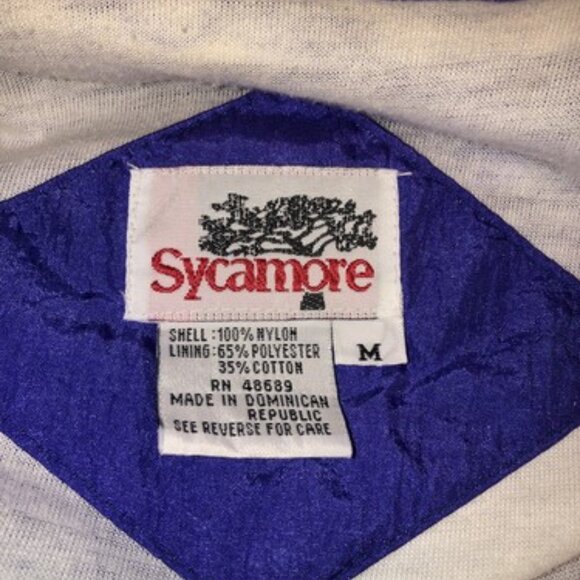 Sycamore
SHELL:100% NYLON
LINING:65% POLYESTER
35% COTTON
RN 48689
MADE IN DOMINICAN
REPUBLIC
SEE REVERSE FOR CARE
M